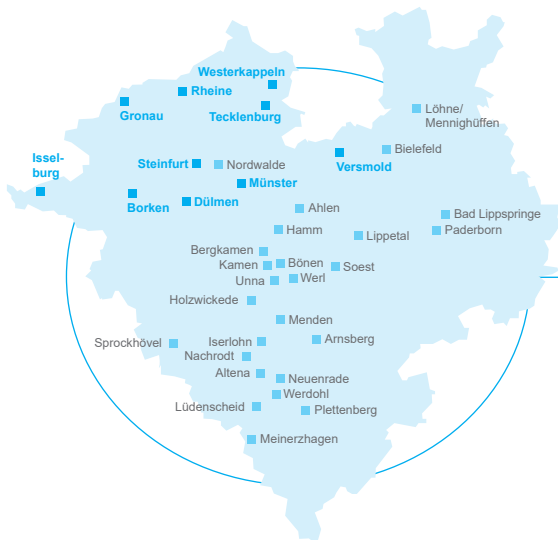 Westerkappeln
Rheine
Gronau
Tecklenburg
Löhne/
Mennighüffen
Issel-
burg
Steinfurt
Nordwalde
Versmold
Bielefeld
Münster
Borken
Dülmen
Ahlen
Bad Lippspringe
Hamm
Lippetal
Paderborn
Bergkamen
Kamen
Bönen
Soest
Unna
Werl
Holzwickede
Menden
Sprockhövel
Iserlohn
Arnsberg
Nachrodt
Altena
Neuenrade
Werdohl
Lüdenscheid
Plettenberg
Meinerzhagen